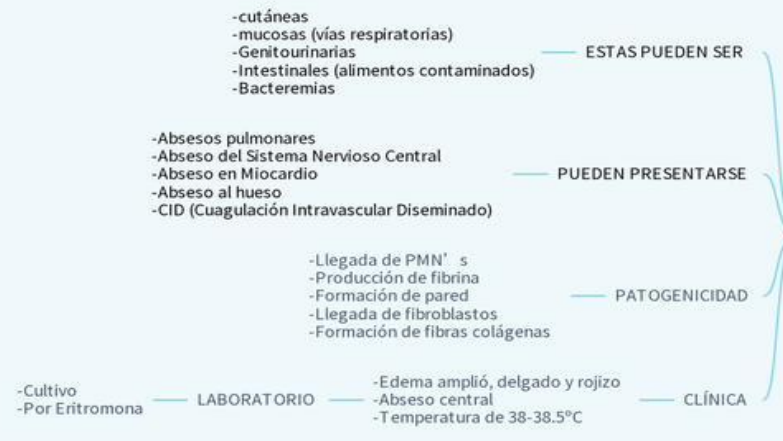 -cutáneas
-mucosas (vías respiratorias)
-Genitourinarias
-Intestinales (alimentos contaminados)
-Bacteremias
ESTAS PUEDEN SER
-Absesos pulmonares
-Abseso del Sistema Nervioso Central
-Abseso en Miocardio
-Abseso al hueso
-CID (Cuagulación Intravascular Diseminado)
PUEDEN PRESENTARSE
-Llegada de PMN's
-Producción de fibrina
-Formación de pared
-Llegada de fibroblastos
-Formación de fibras colágenas
PATOGENICIDAD
-Cultivo
-Por Eritromona
LABORATORIO
-Edema amplió, delgado y rojizo
-Abseso central
-Temperatura de 38-38.5ºC
CLÍNICA